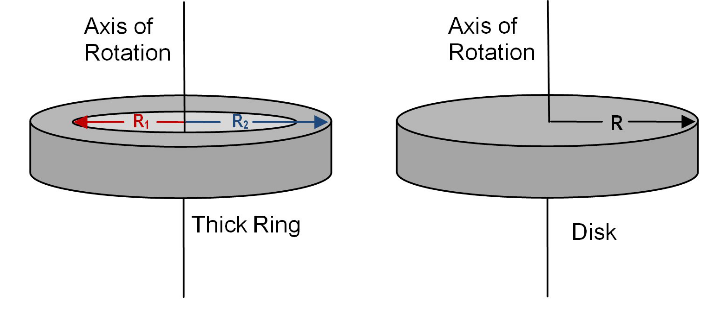 Axis of
Rotation
R₁
R₂
Thick Ring
Axis of
Rotation
R
Disk